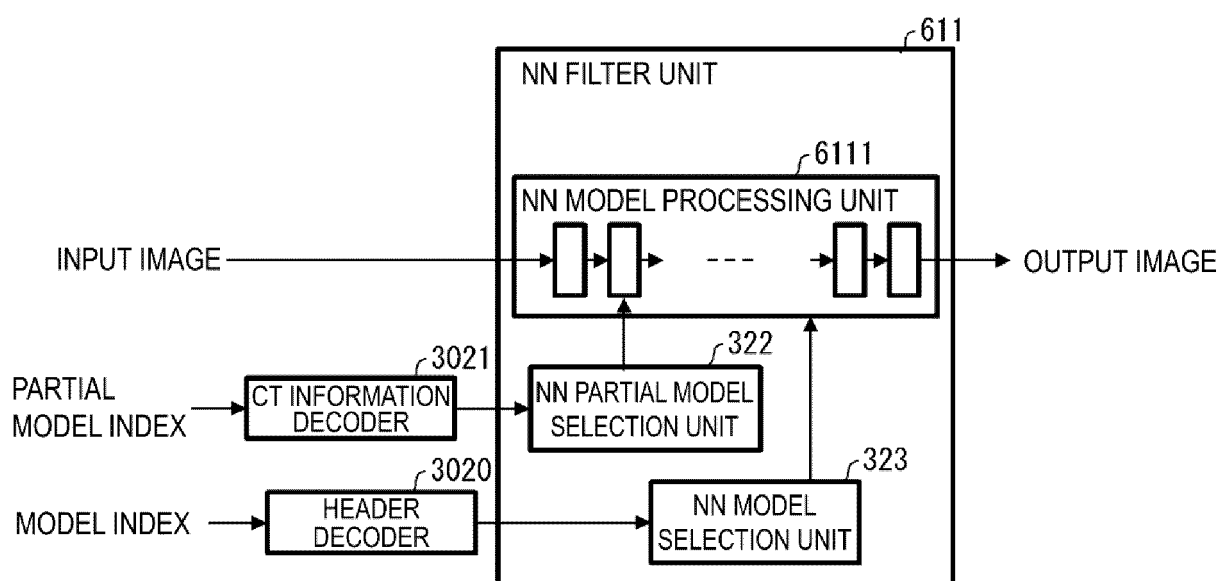 611
NN FILTER UNIT
6111
NN MODEL PROCESSING UNIT
INPUT IMAGE
---
OUTPUT IMAGE
3021
322
PARTIAL
MODEL INDEX
CT INFORMATION
DECODER
NN PARTIAL MODEL
SELECTION UNIT
3020
323
MODEL INDEX
HEADER
DECODER
NN MODEL
SELECTION UNIT